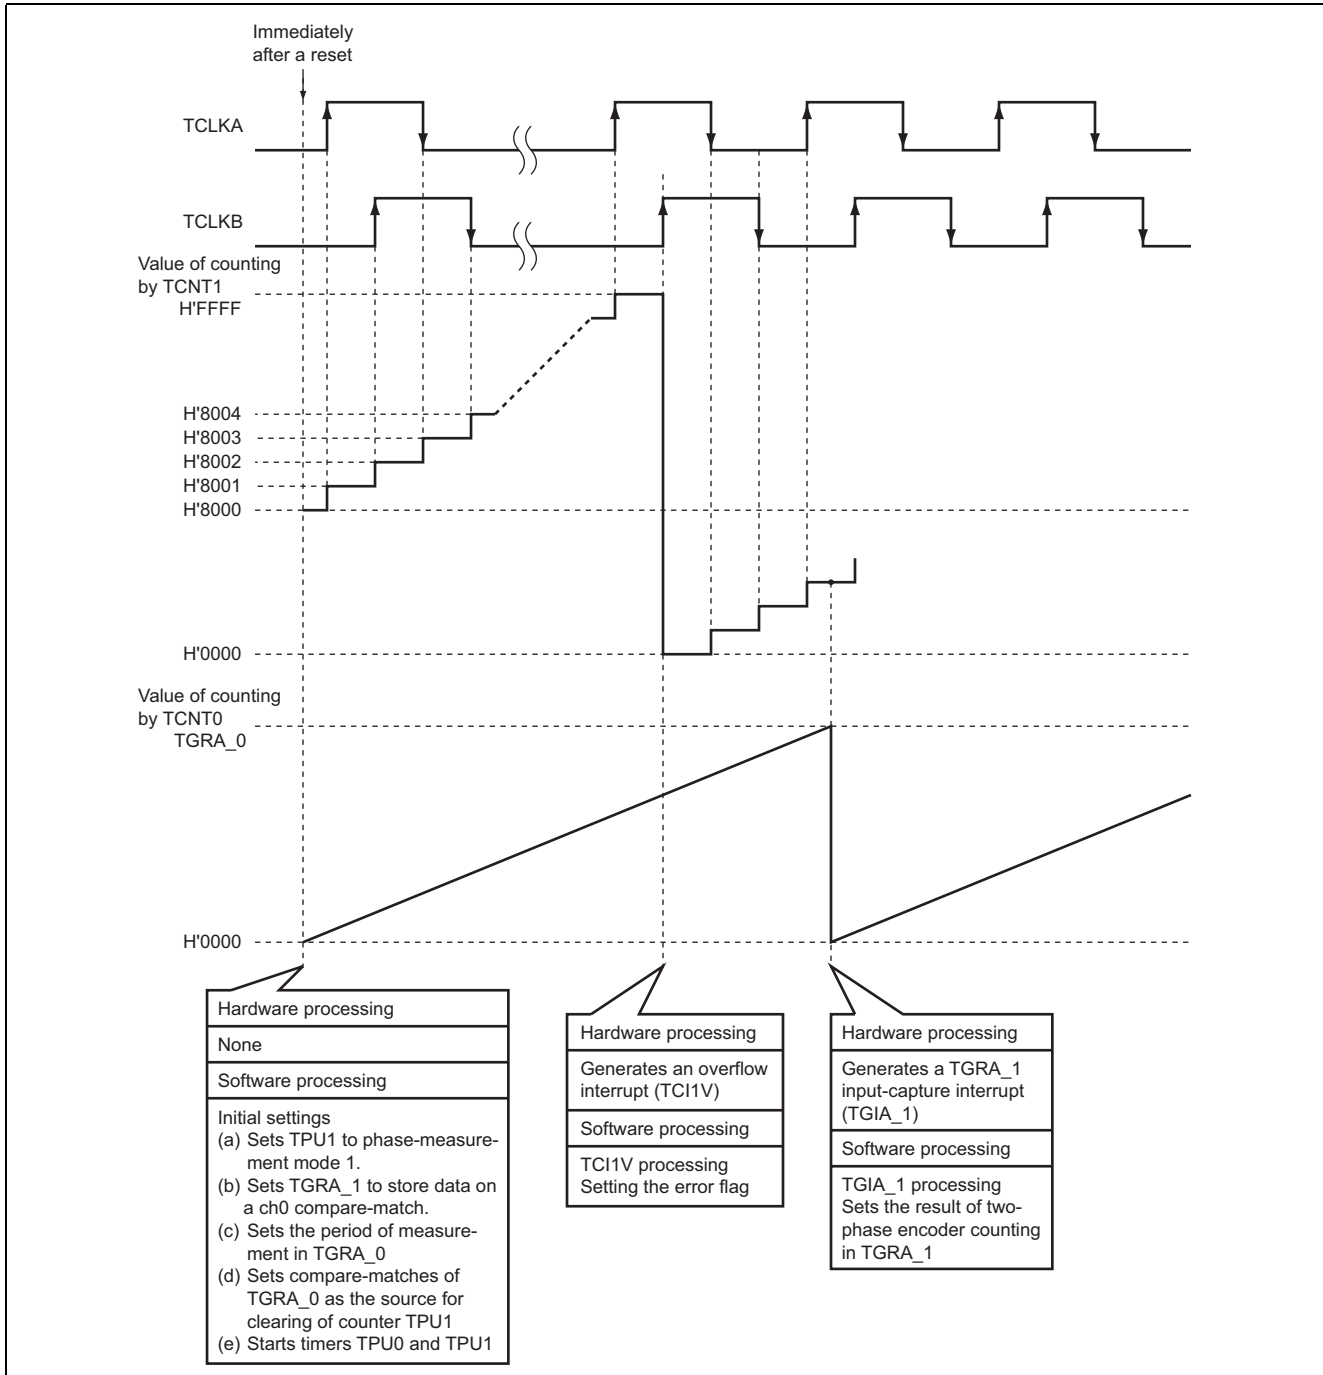 Immediately
after a reset
TCLKA
TCLKB
Value of counting
by TCNT1
H'FFFF
H'8004
H'8003
H'8002
H'8001
H'8000
H'0000
Value of counting
by TCNT0
TGRA_0
H'0000
Hardware processing
None
Software processing
Initial settings
(a) Sets TPU1 to phase-measure-
ment mode 1.
(b) Sets TGRA_1 to store data on
a ch0 compare-match.
(c) Sets the period of measure-
ment in TGRA_0
(d) Sets compare-matches of
TGRA_0 as the source for
clearing of counter TPU1
(e) Starts timers TPU0 and TPU1
Hardware processing
Generates an overflow
interrupt (TCI1V)
Software processing
TCI1V processing
Setting the error flag
Hardware processing
Generates a TGRA_1
input-capture interrupt
(TGIA_1)
Software processing
TGIA_1 processing
Sets the result of two-
phase encoder counting
in TGRA_1